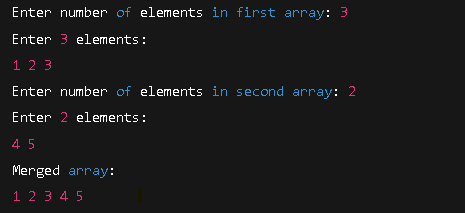 Enter number of elements in first array: 3
Enter 3 elements:
1 2 3
Enter number of elements in second array: 2
Enter 2 elements:
4 5
Merged array:
1 2 3 4 5